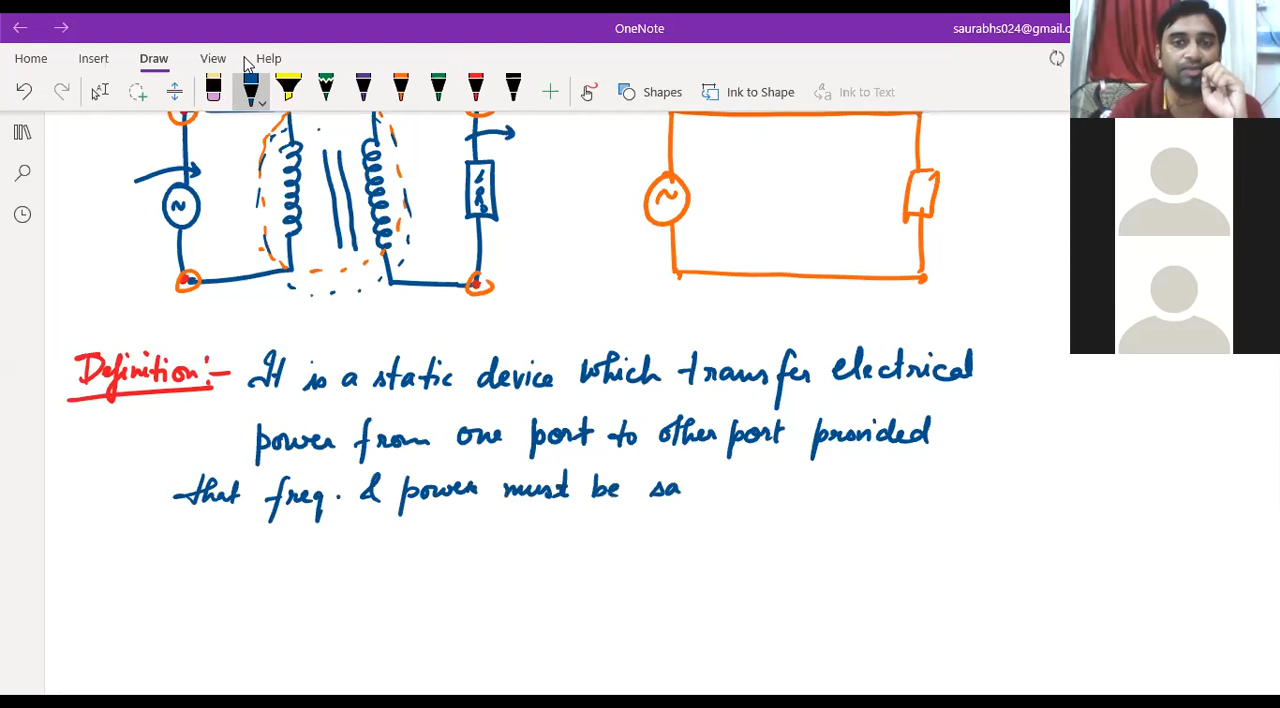 OneNote
saurabhs024@gmail.c
Home Insert Draw View Help
Shapes Ink to Shape Ink to Text
Definition:- It is a static device which transfer electrical
power from one port to other port provided
that freq. & power must be sa